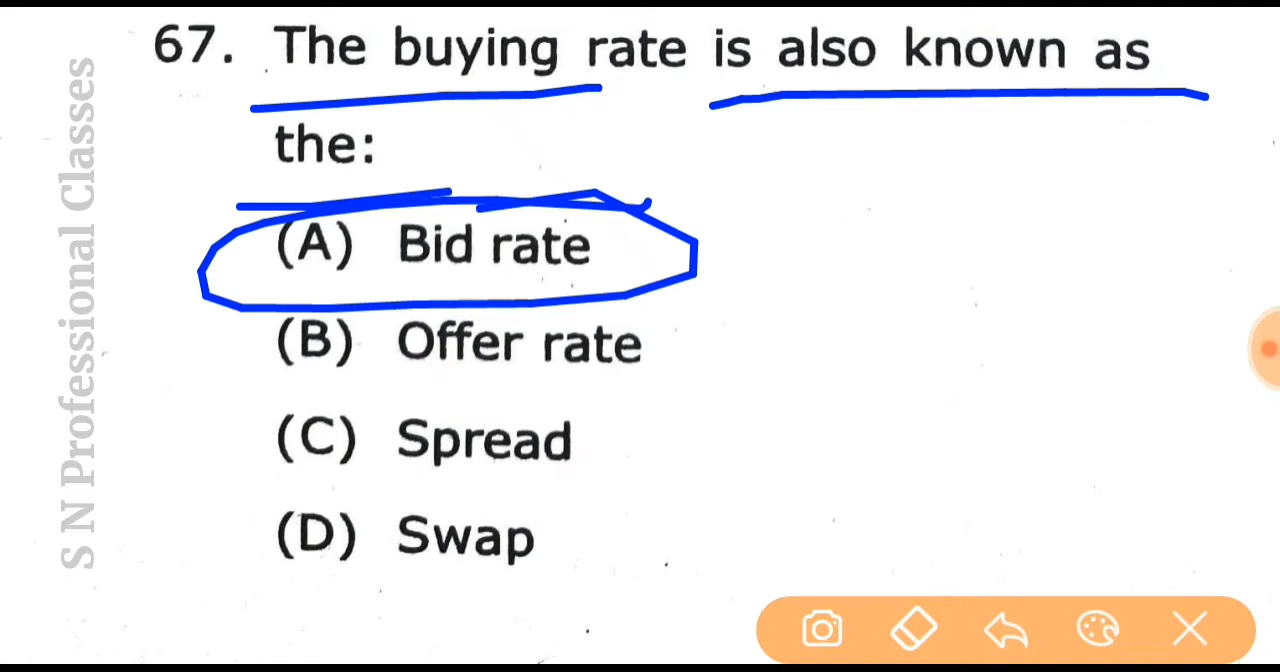 67. The buying rate is also known as
the:
(A) Bid rate
(B) Offer rate
(C) Spread
(D) Swap
S N Professional Classes